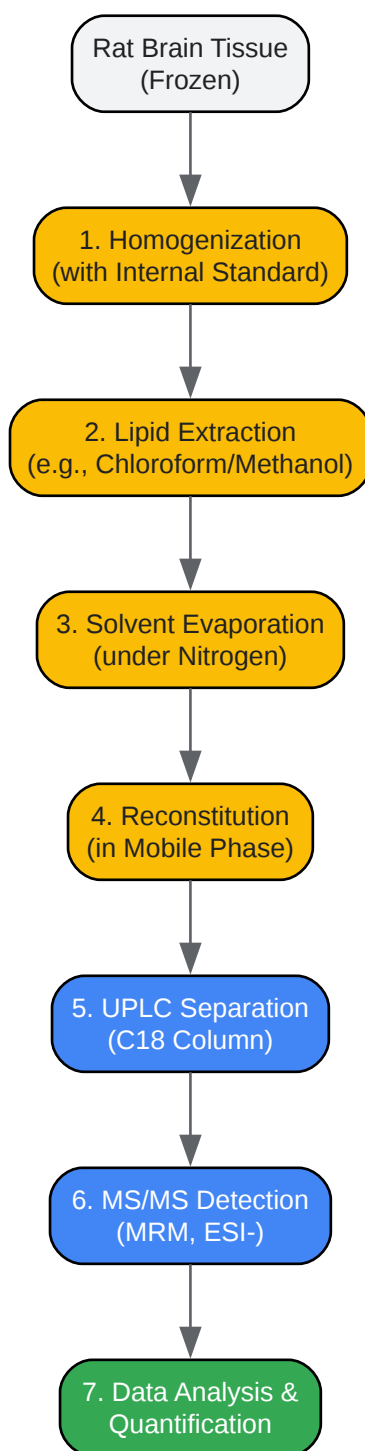 Rat Brain Tissue
(Frozen)
1. Homogenization
(with Internal Standard)
2. Lipid Extraction
(e.g., Chloroform/Methanol)
3. Solvent Evaporation
(under Nitrogen)
4. Reconstitution
(in Mobile Phase)
5. UPLC Separation
(C18 Column)
6. MS/MS Detection
(MRM, ESI-)
7. Data Analysis &
Quantification